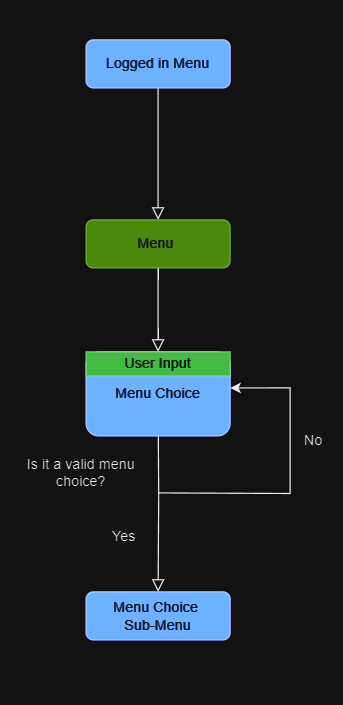 Logged in Menu
Menu
User Input
Menu Choice
No
Is it a valid menu
choice?
Yes
Menu Choice
Sub-Menu